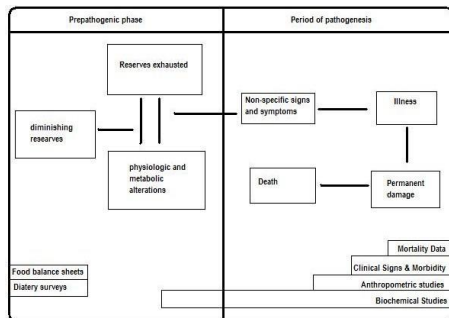 Prepathogenic phase
Period of pathogenesis
Reserves exhausted
diminishing
researves
physiologic and
metabolic
alterations
Non-specific signs
and symptoms
Illness
Death
Permanent
damage
Food balance sheets
Diatery surveys
Mortality Data
Clinical Signs & Morbidity
Anthropometric studies
Biochemical Studies